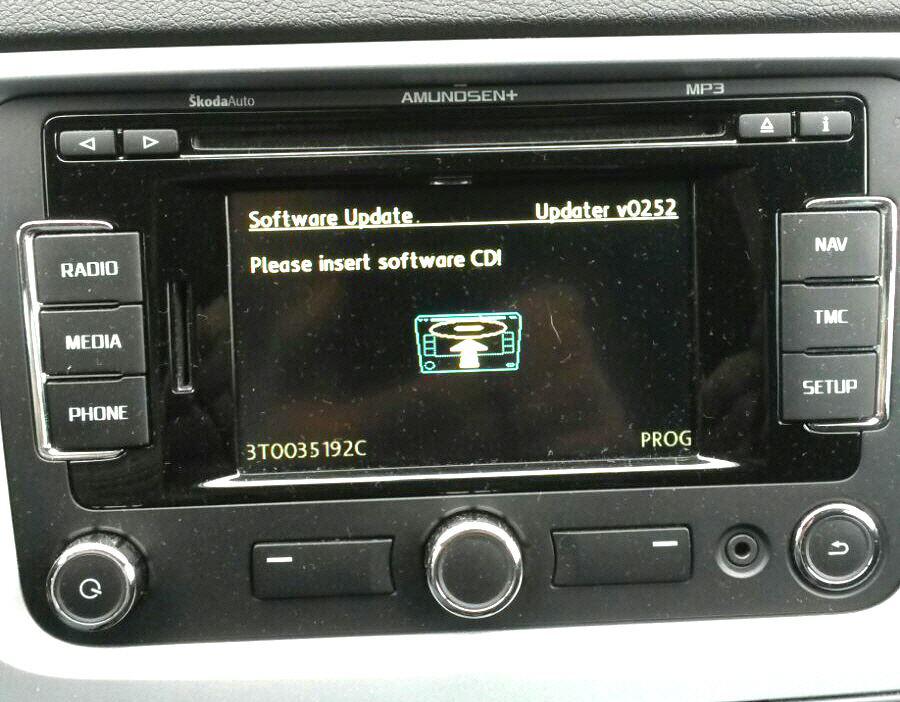 ŠkodaAuto AMUNDSEN+ MP3
i
Software Update Updater v0252
Please insert software CD!
RADIO
MEDIA
PHONE
NAV
TMC
SETUP
3T0035192C PROG